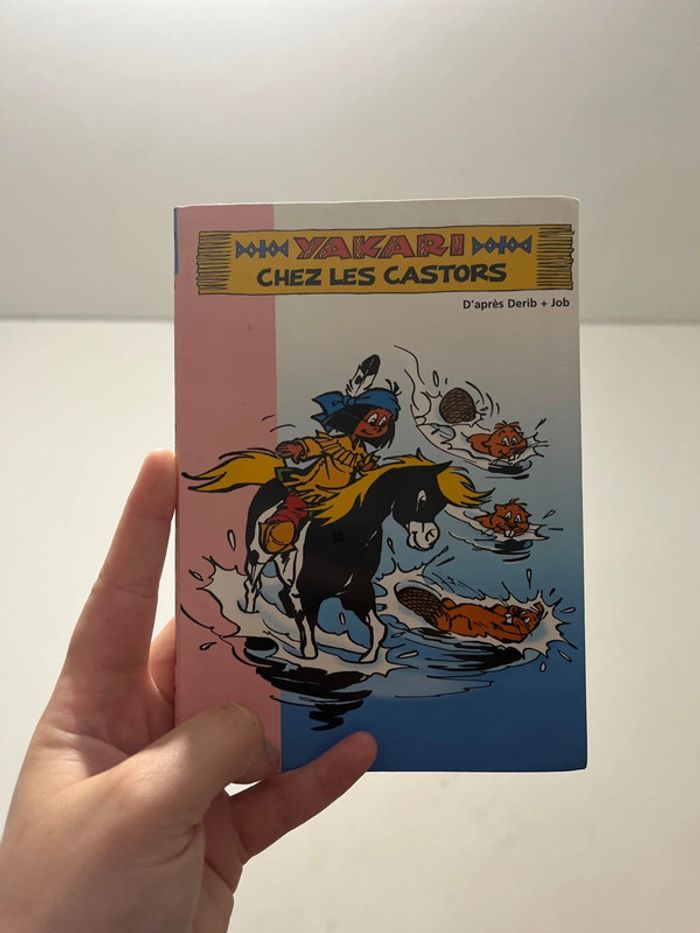 YAKARI
CHEZ LES CASTORS
D'après Derib + Job